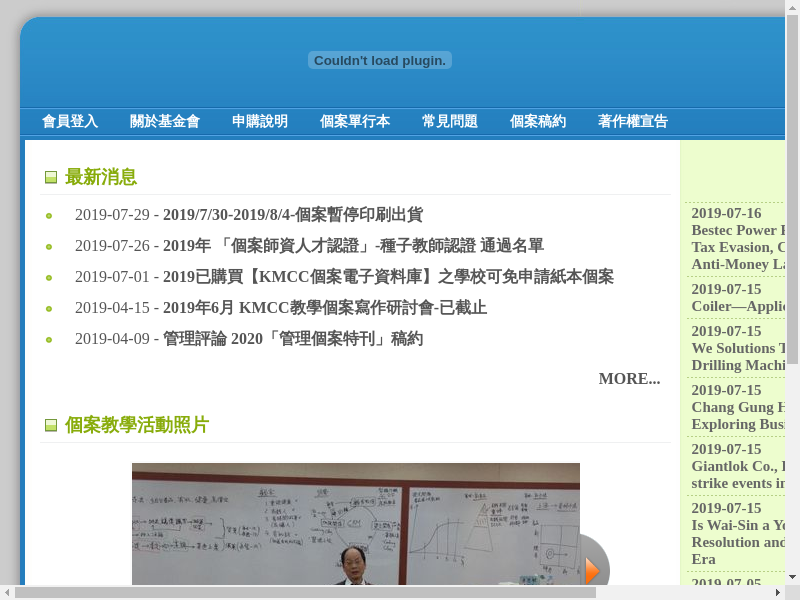 Couldn't load plugin.
會員登入 關於基金會 申購說明 個案單行本 常見問題 個案稿約 著作權宣告
最新消息
2019-07-29 - 2019/7/30-2019/8/4-個案暫停印刷出貨
2019-07-26 - 2019年 「個案師資人才認證」-種子教師認證 通過名單
2019-07-01 - 2019已購買【KMCC個案電子資料庫】之學校可免申請紙本個案
2019-04-15 - 2019年6月 KMCC教學個案寫作研討會-已截止
2019-04-09 - 管理評論 2020「管理個案特刊」稿約
MORE...
個案教學活動照片
2019-07-16
Bestec Power
Tax Evasion,
Anti-Money
2019-07-15
Coiler—
2019-07-15
We Solutions
Drilling
2019-07-15
Chang Gung
Exploring
2019-07-15
Giantlok Co.,
strike events
2019-07-15
Is Wai-Sin a
Resolution and
Era
2019-07-05